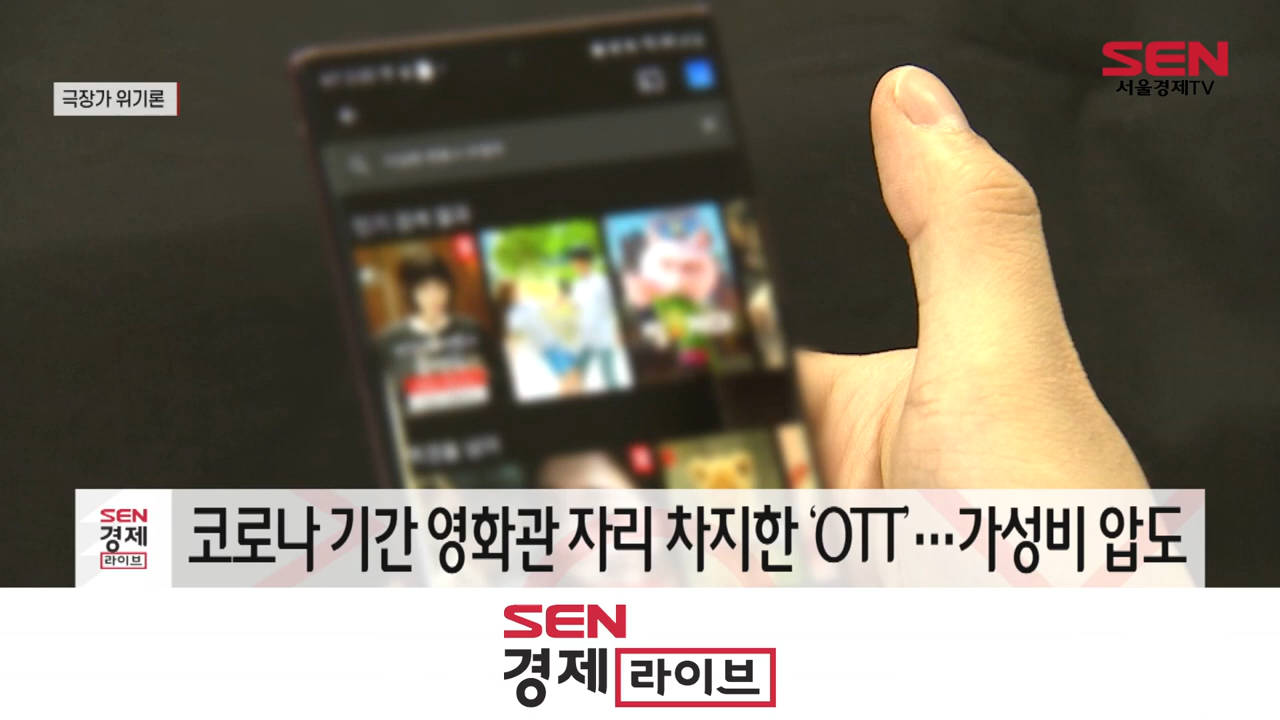 극장가 위기론
SEN
서울경제TV
SEN
경제
라이브
코로나 기간 영화관 자리 차지한 ‘OTT’…가성비 압도
SEN
경제 라이브